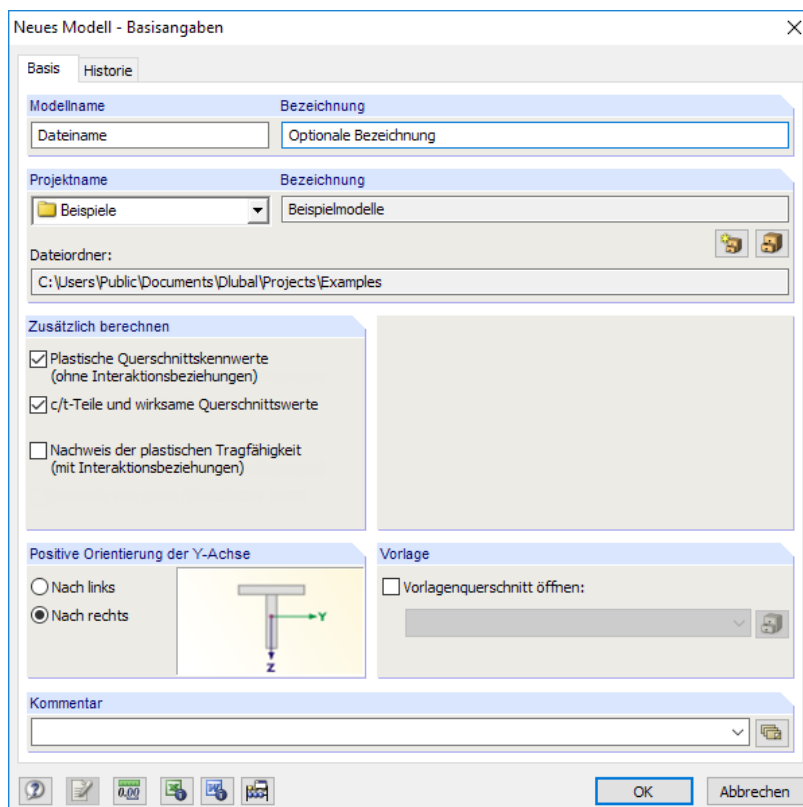 Neues Modell - Basisangaben
Basis Historie
Modellname Bezeichnung
Dateiname Optionale Bezeichnung
Projektname Bezeichnung
Beispiele Beispielmodelle
Dateiordner:
C:\Users\Public\Documents\Dlubal\Projects\Examples
Zusätzlich berechnen
Plastische Querschnittskennwerte
(ohne Interaktionsbeziehungen)
c/t-Teile und wirksame Querschnittswerte
Nachweis der plastischen Tragfähigkeit
(mit Interaktionsbeziehungen)
Positive Orientierung der Y-Achse Vorlage
Nach links Vorlagenquerschnitt öffnen:
Nach rechts
Y
Z
Kommentar
0.00 OK Abbrechen